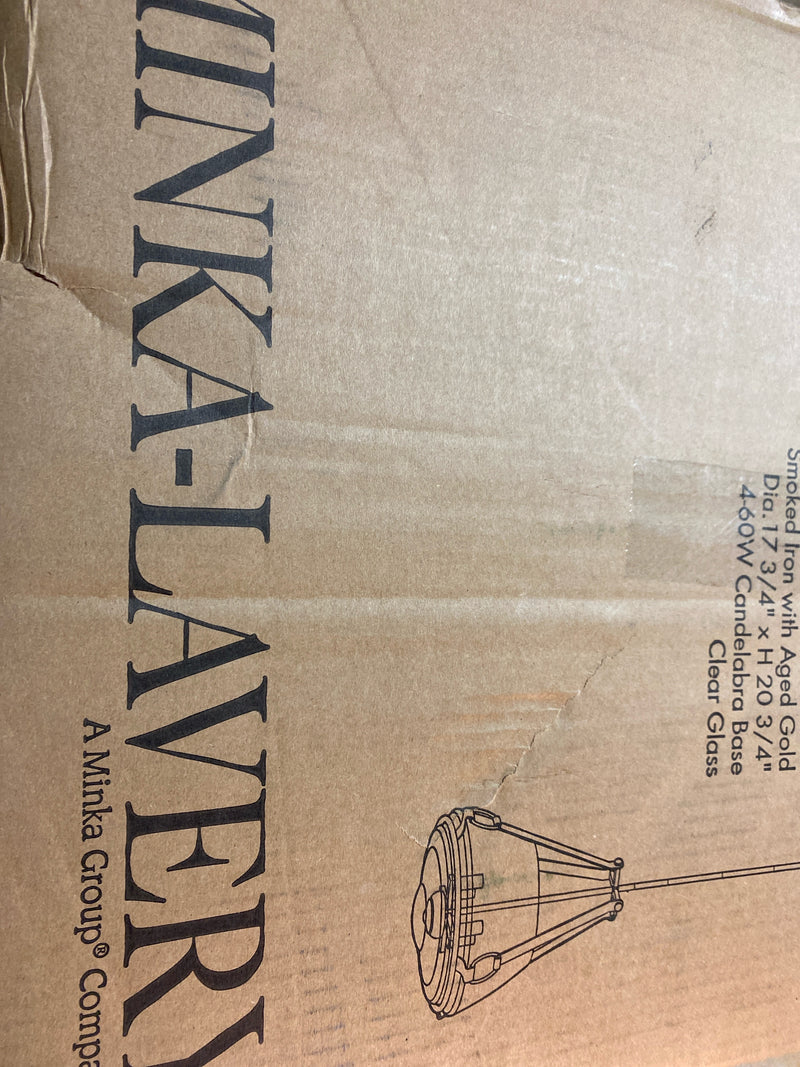 Smoked Iron with Aged Gold
Dia. 17 3/4" x H 20 3/4"
4-60W Candelabra Base
Clear Glass
MINKA-LAVERY
A Minka Group® Compa